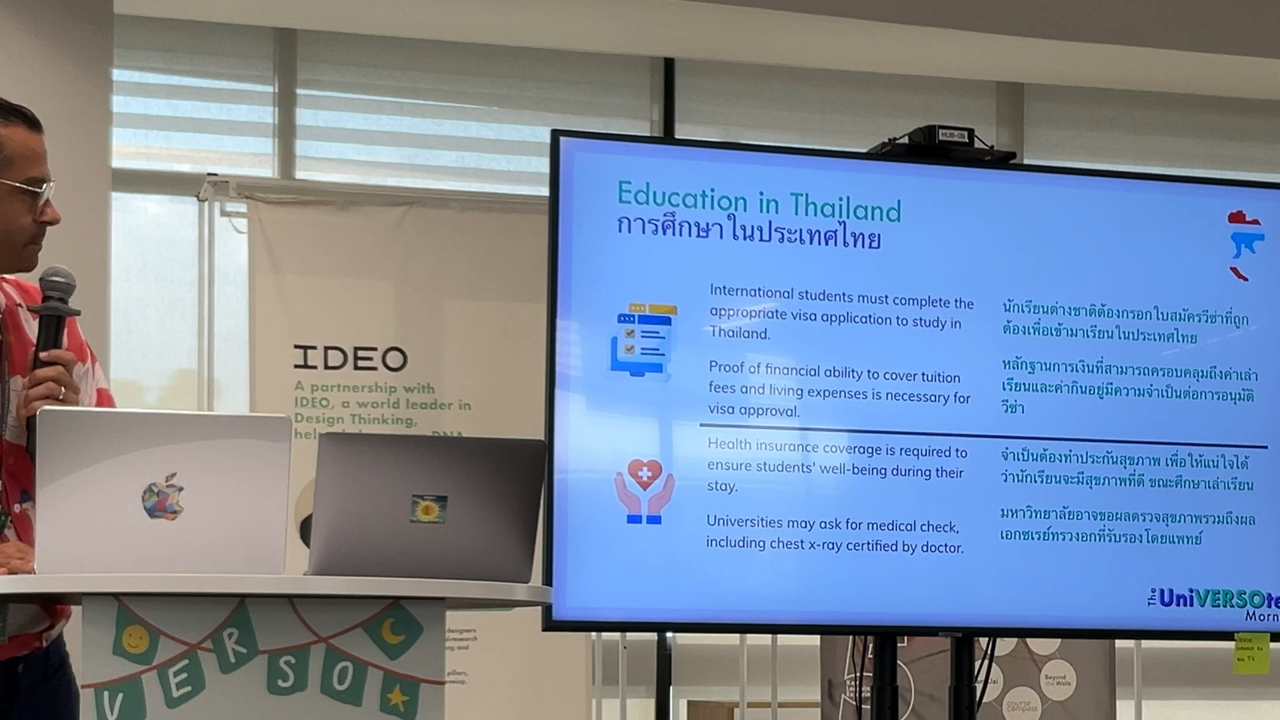 HUB-09
Education in Thailand
การศึกษาในประเทศไทย
International students must complete the
appropriate visa application to study in
Thailand.
Proof of financial ability to cover tuition
fees and living expenses is necessary for
visa approval.
นักเรียนต่างชาติต้องกรอกใบสมัครวีซ่าที่ถูก
ต้องเพื่อเข้ามาเรียนในประเทศไทย
หลักฐานการเงินที่สามารถครอบคลุมถึงค่าเล่า
เรียนและค่ากินอยู่มีความจำเป็นต่อการอนุมัติ
วีซ่า
Health insurance coverage is required to
ensure students' well-being during their
stay.
Universities may ask for medical check,
including chest x-ray certified by doctor.
จำเป็นต้องทำประกันสุขภาพ เพื่อให้แน่ใจได้
ว่านักเรียนจะมีสุขภาพที่ดี ขณะศึกษาเล่าเรียน
มหาวิทยาลัยอาจขอผลตรวจสุขภาพรวมถึงผล
เอกซเรย์ทรวงอกที่รับรองโดยแพทย์
The UniVERSOte
Morn
IDEO
A partnership with
IDEO, a world leader in
Design Thinking,
DNA
VERSO
Beyond
the Walls
course
compass